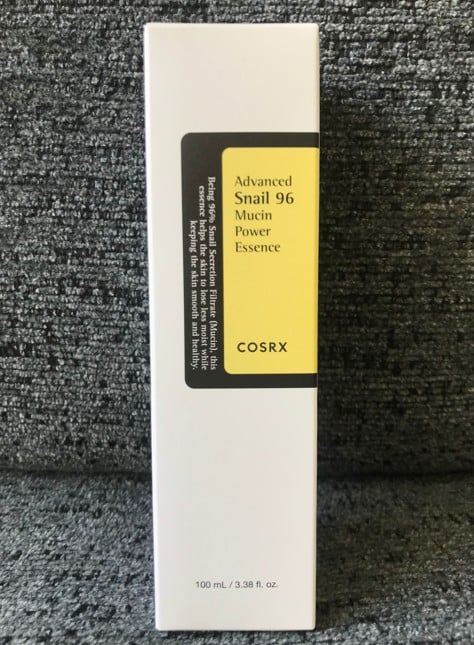 Advanced
Snail 96
Mucin
Power
Essence
COSRX
Being 96% Snail Secretion Filtrate (Mucin), this
essence helps the skin to lose less moist while
keeping the skin smooth and healthy.
100 mL / 3.38 fl. oz.